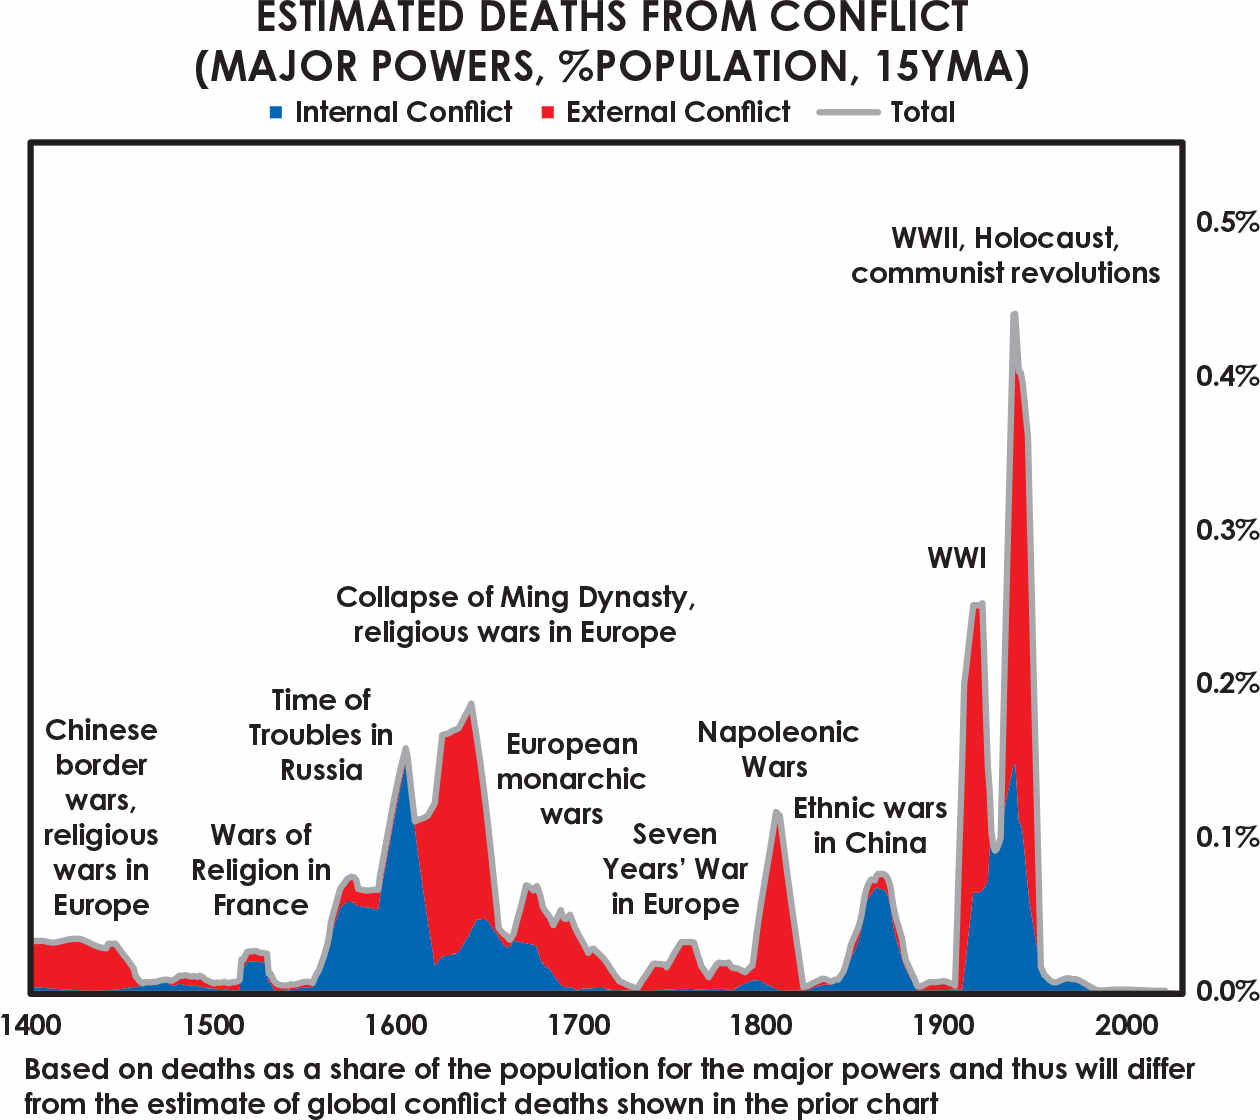 ESTIMATED DEATHS FROM CONFLICT
(MAJOR POWERS, %POPULATION, 15YMA)
Internal Conflict External Conflict Total
0.5%
WWII, Holocaust,
communist revolutions
0.4%
0.3%
WWI
Collapse of Ming Dynasty,
religious wars in Europe
0.2%
Time of
Troubles in
Russia
Chinese
border
wars,
religious
wars in
Europe
European
monarchic
wars
Napoleonic
Wars
Ethnic wars
in China
0.1%
Wars of
Religion in
France
Seven
Years’ War
in Europe
0.0%
1400 1500 1600 1700 1800 1900 2000
Based on deaths as a share of the population for the major powers and thus will differ
from the estimate of global conflict deaths shown in the prior chart